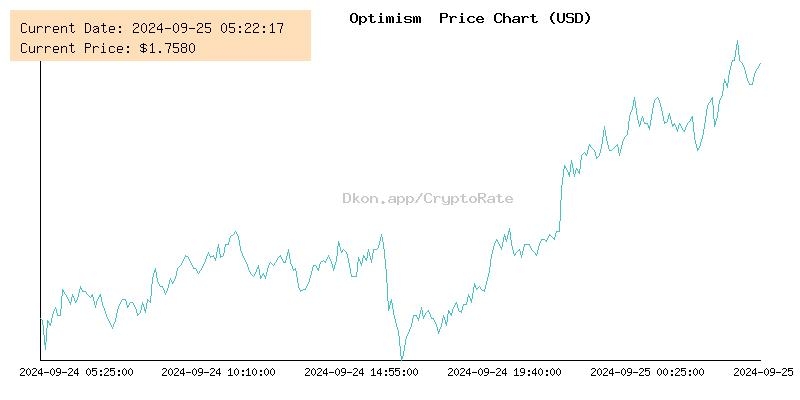 Optimism Price Chart (USD)
Current Date: 2024-09-25 05:22:17
Current Price: $1.7580
Dkon.app/CryptoRate
2024-09-24 05:25:00 2024-09-24 10:10:00 2024-09-24 14:55:00 2024-09-24 19:40:00 2024-09-25 00:25:00 2024-09-25